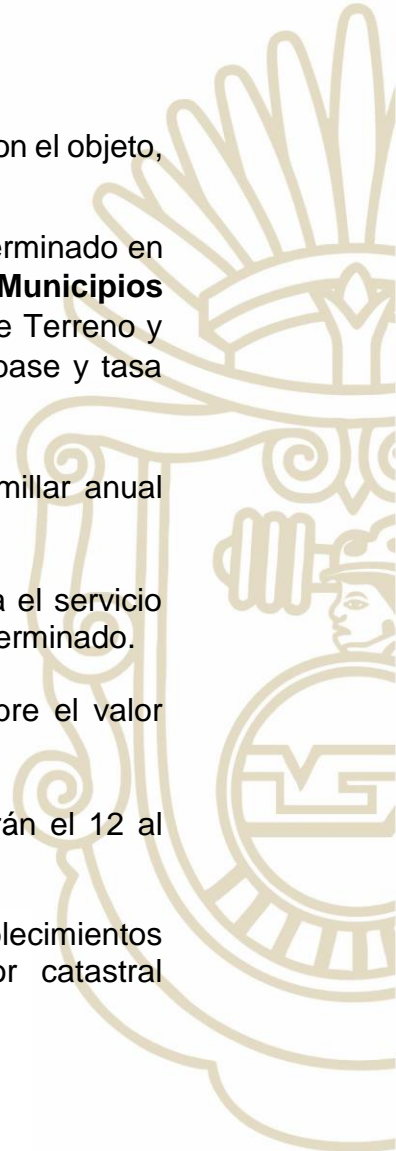 on el objeto,
erminado en
Municipios
e Terreno y
base y tasa
millar anual
a el servicio
erminado.
bre el valor
rán el 12 al
olecimientos
or catastral